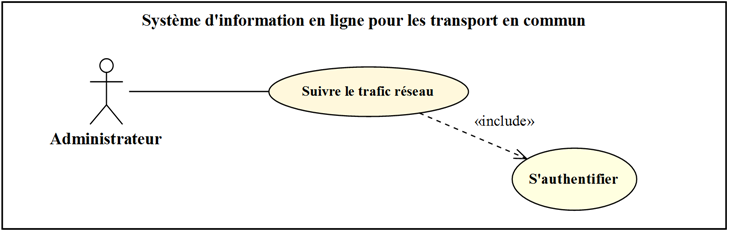 Système d'information en ligne pour les transport en commun
Suivre le trafic réseau
«include»
Administrateur
S'authentifier